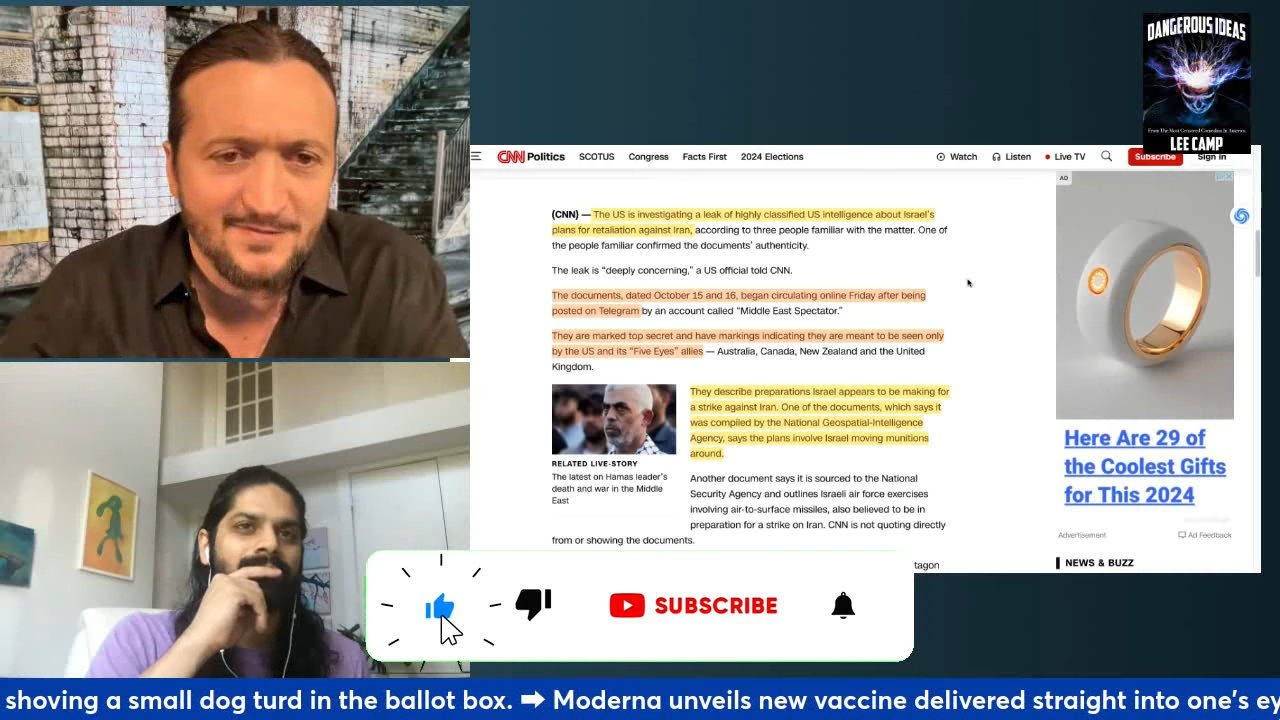 DANGEROUS IDEAS
From The Most Censored Comedian In America
LEE CAMP
CNN Politics SCOTUS Congress Facts First 2024 Elections Watch Listen Live TV Subscribe Sign in
AD
(CNN) — The US is investigating a leak of highly classified US intelligence about Israel's
plans for retaliation against Iran, according to three people familiar with the matter. One of
the people familiar confirmed the documents' authenticity.
The leak is “deeply concerning,” a US official told CNN.
The documents, dated October 15 and 16, began circulating online Friday after being
posted on Telegram by an account called “Middle East Spectator.”
They are marked top secret and have markings indicating they are meant to be seen only
by the US and its “Five Eyes” allies — Australia, Canada, New Zealand and the United
Kingdom.
RELATED LIVE-STORY
The latest on Hamas leader's
death and war in the Middle
East
They describe preparations Israel appears to be making for
a strike against Iran. One of the documents, which says it
was compiled by the National Geospatial-Intelligence
Agency, says the plans involve Israel moving munitions
around.
Another document says it is sourced to the National
Security Agency and outlines Israeli air force exercises
involving air-to-surface missiles, also believed to be in
preparation for a strike on Iran. CNN is not quoting directly
from or showing the documents.
tagon
Here Are 29 of
the Coolest Gifts
for This 2024
Advertisement Ad Feedback
NEWS & BUZZ
SUBSCRIBE
shoving a small dog turd in the ballot box. ➡ Moderna unveils new vaccine delivered straight into one's ey